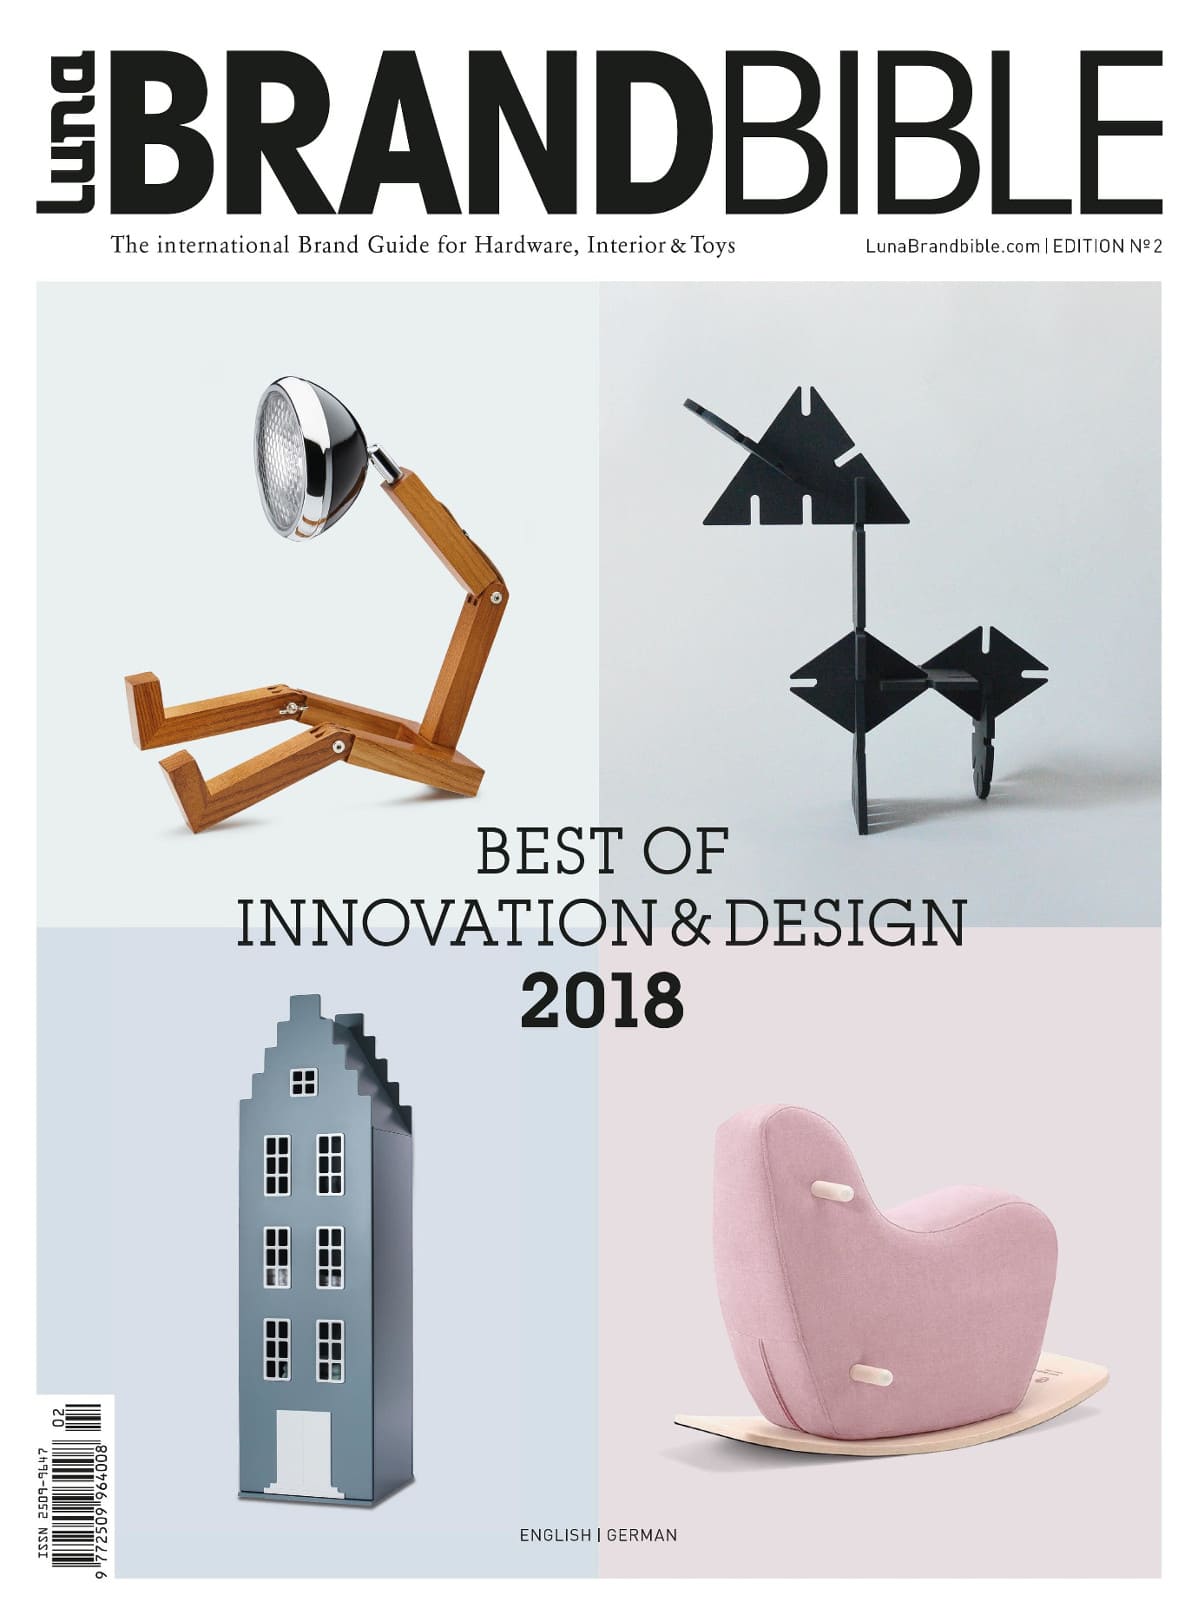 Luna
BRANDBIBLE
The international Brand Guide for Hardware, Interior & Toys
LunaBrandbible.com | EDITION Nº 2
BEST OF
INNOVATION & DESIGN
2018
ENGLISH | GERMAN
ISSN 2509-9647
02
9 772509 964008